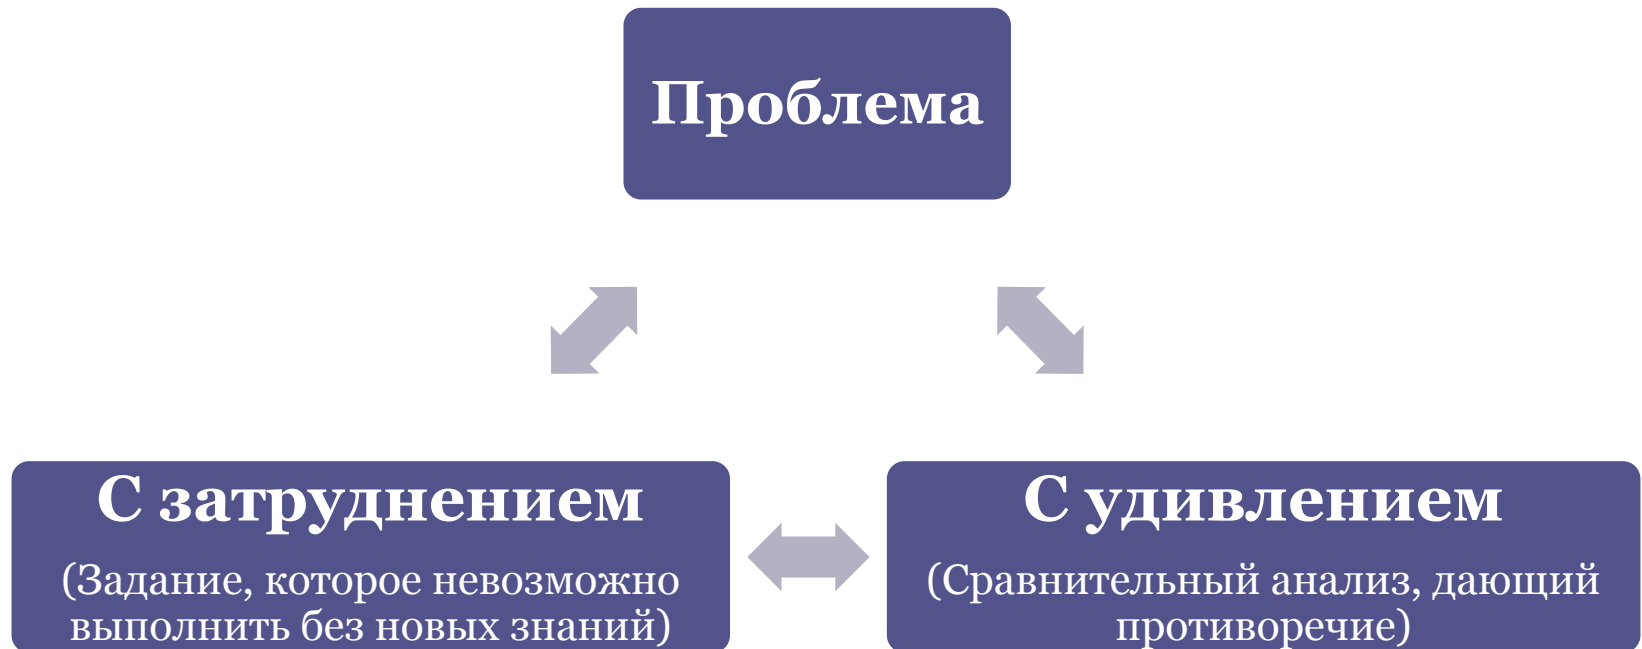 Проблема
С затруднением
(Задание, которое невозможно
выполнить без новых знаний)
С удивлением
(Сравнительный анализ, дающий
противоречие)